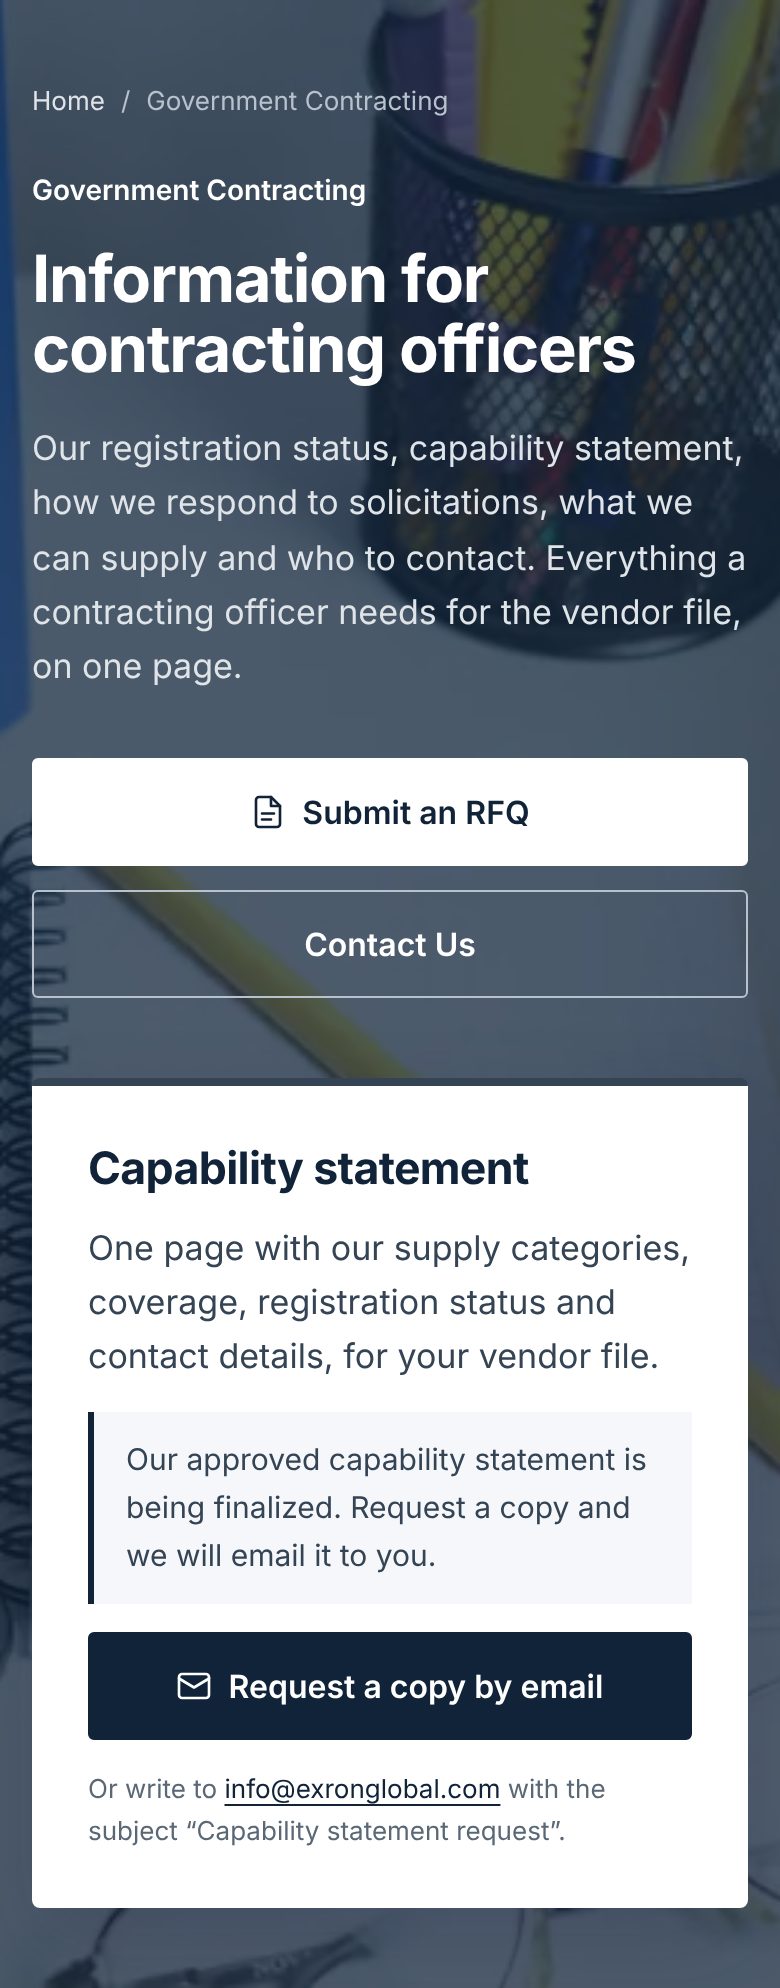 Home / Government Contracting
Government Contracting
Information for
contracting officers
Our registration status, capability statement,
how we respond to solicitations, what we
can supply and who to contact. Everything a
contracting officer needs for the vendor file,
on one page.
Submit an RFQ
Contact Us
Capability statement
One page with our supply categories,
coverage, registration status and
contact details, for your vendor file.
Our approved capability statement is
being finalized. Request a copy and
we will email it to you.
Request a copy by email
Or write to info@exronglobal.com with the
subject “Capability statement request”.